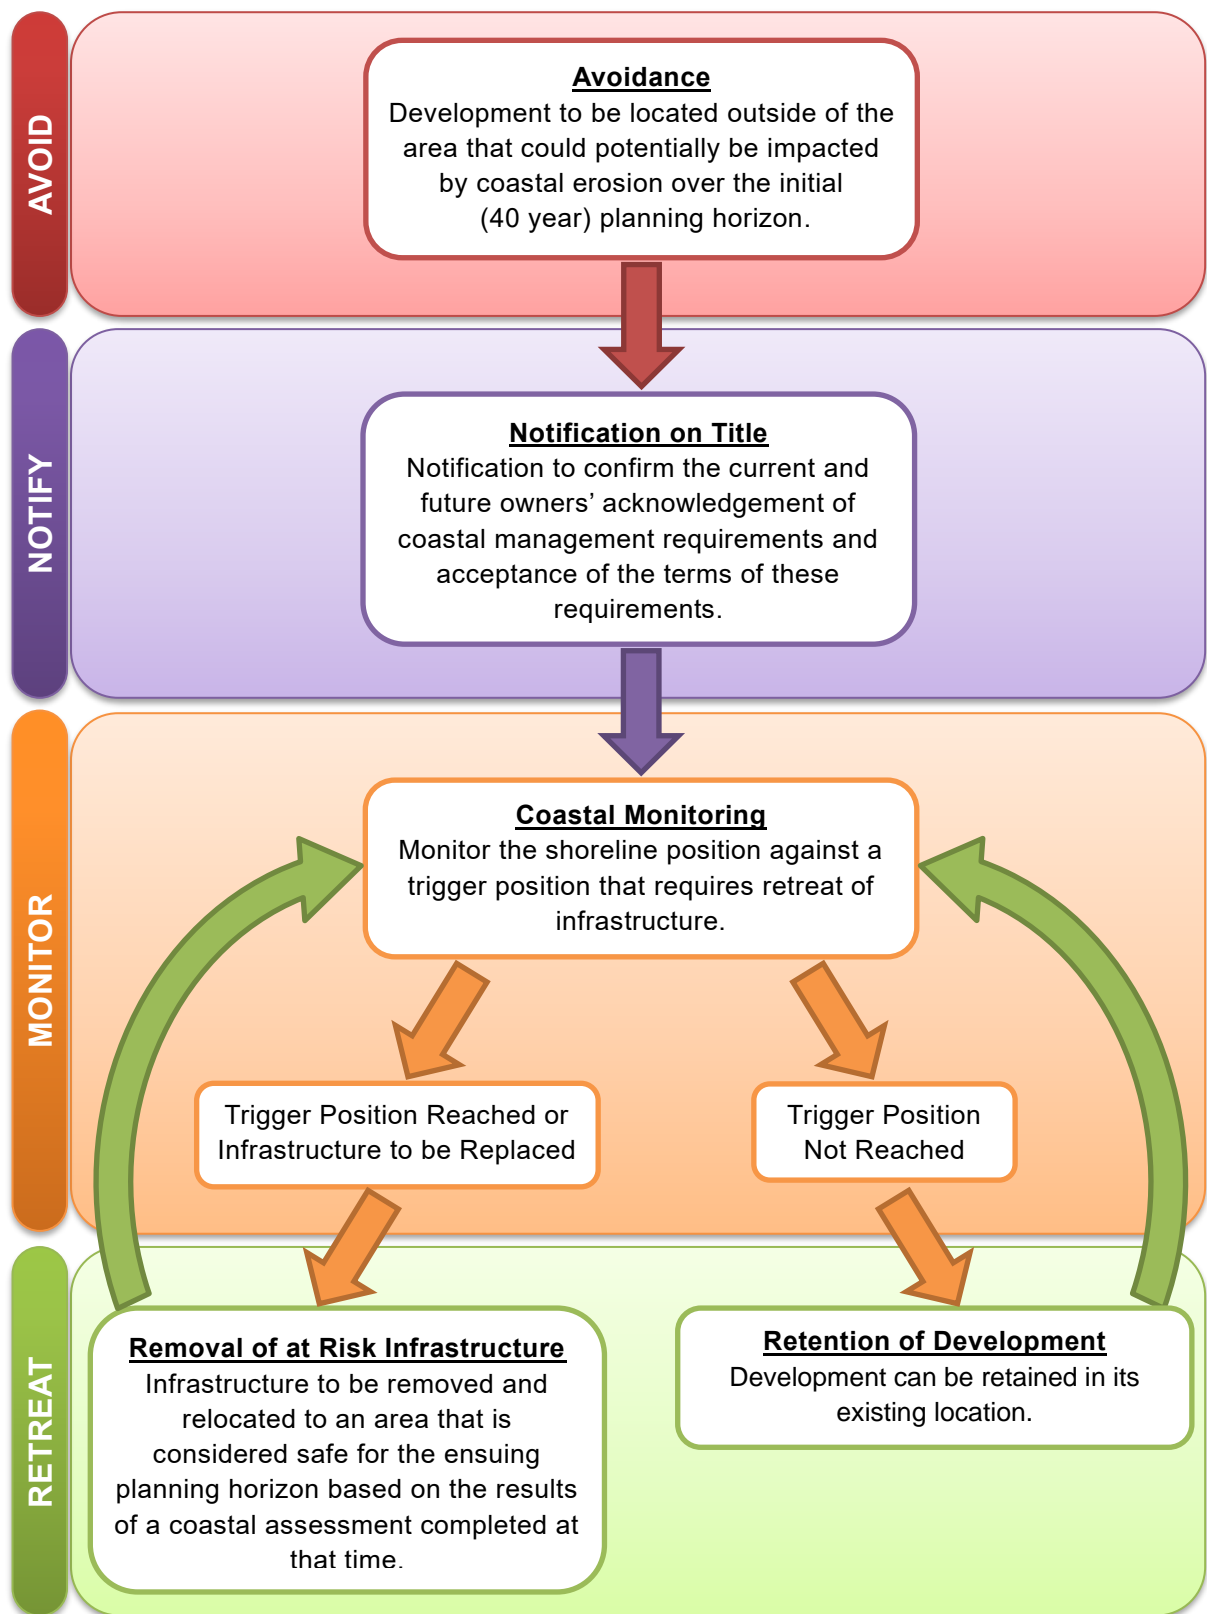 AVOID
Avoidance
Development to be located outside of the
area that could potentially be impacted
by coastal erosion over the initial
(40 year) planning horizon.
NOTIFY
Notification on Title
Notification to confirm the current and
future owners’ acknowledgement of
coastal management requirements and
acceptance of the terms of these
requirements.
MONITOR
Coastal Monitoring
Monitor the shoreline position against a
trigger position that requires retreat of
infrastructure.
Trigger Position Reached or
Infrastructure to be Replaced
Trigger Position
Not Reached
RETREAT
Removal of at Risk Infrastructure
Infrastructure to be removed and
relocated to an area that is
considered safe for the ensuing
planning horizon based on the results
of a coastal assessment completed at
that time.
Retention of Development
Development can be retained in its
existing location.